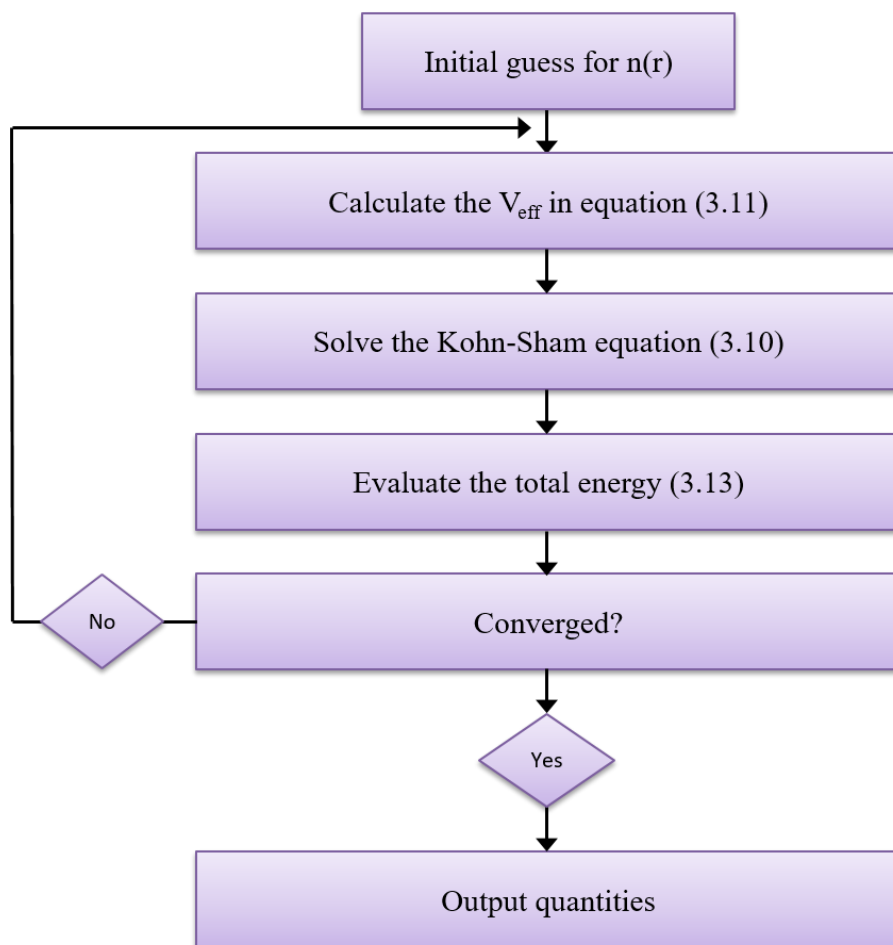 Initial guess for n(r)
Calculate the Veff in equation (3.11)
Solve the Kohn-Sham equation (3.10)
Evaluate the total energy (3.13)
No
Converged?
Yes
Output quantities